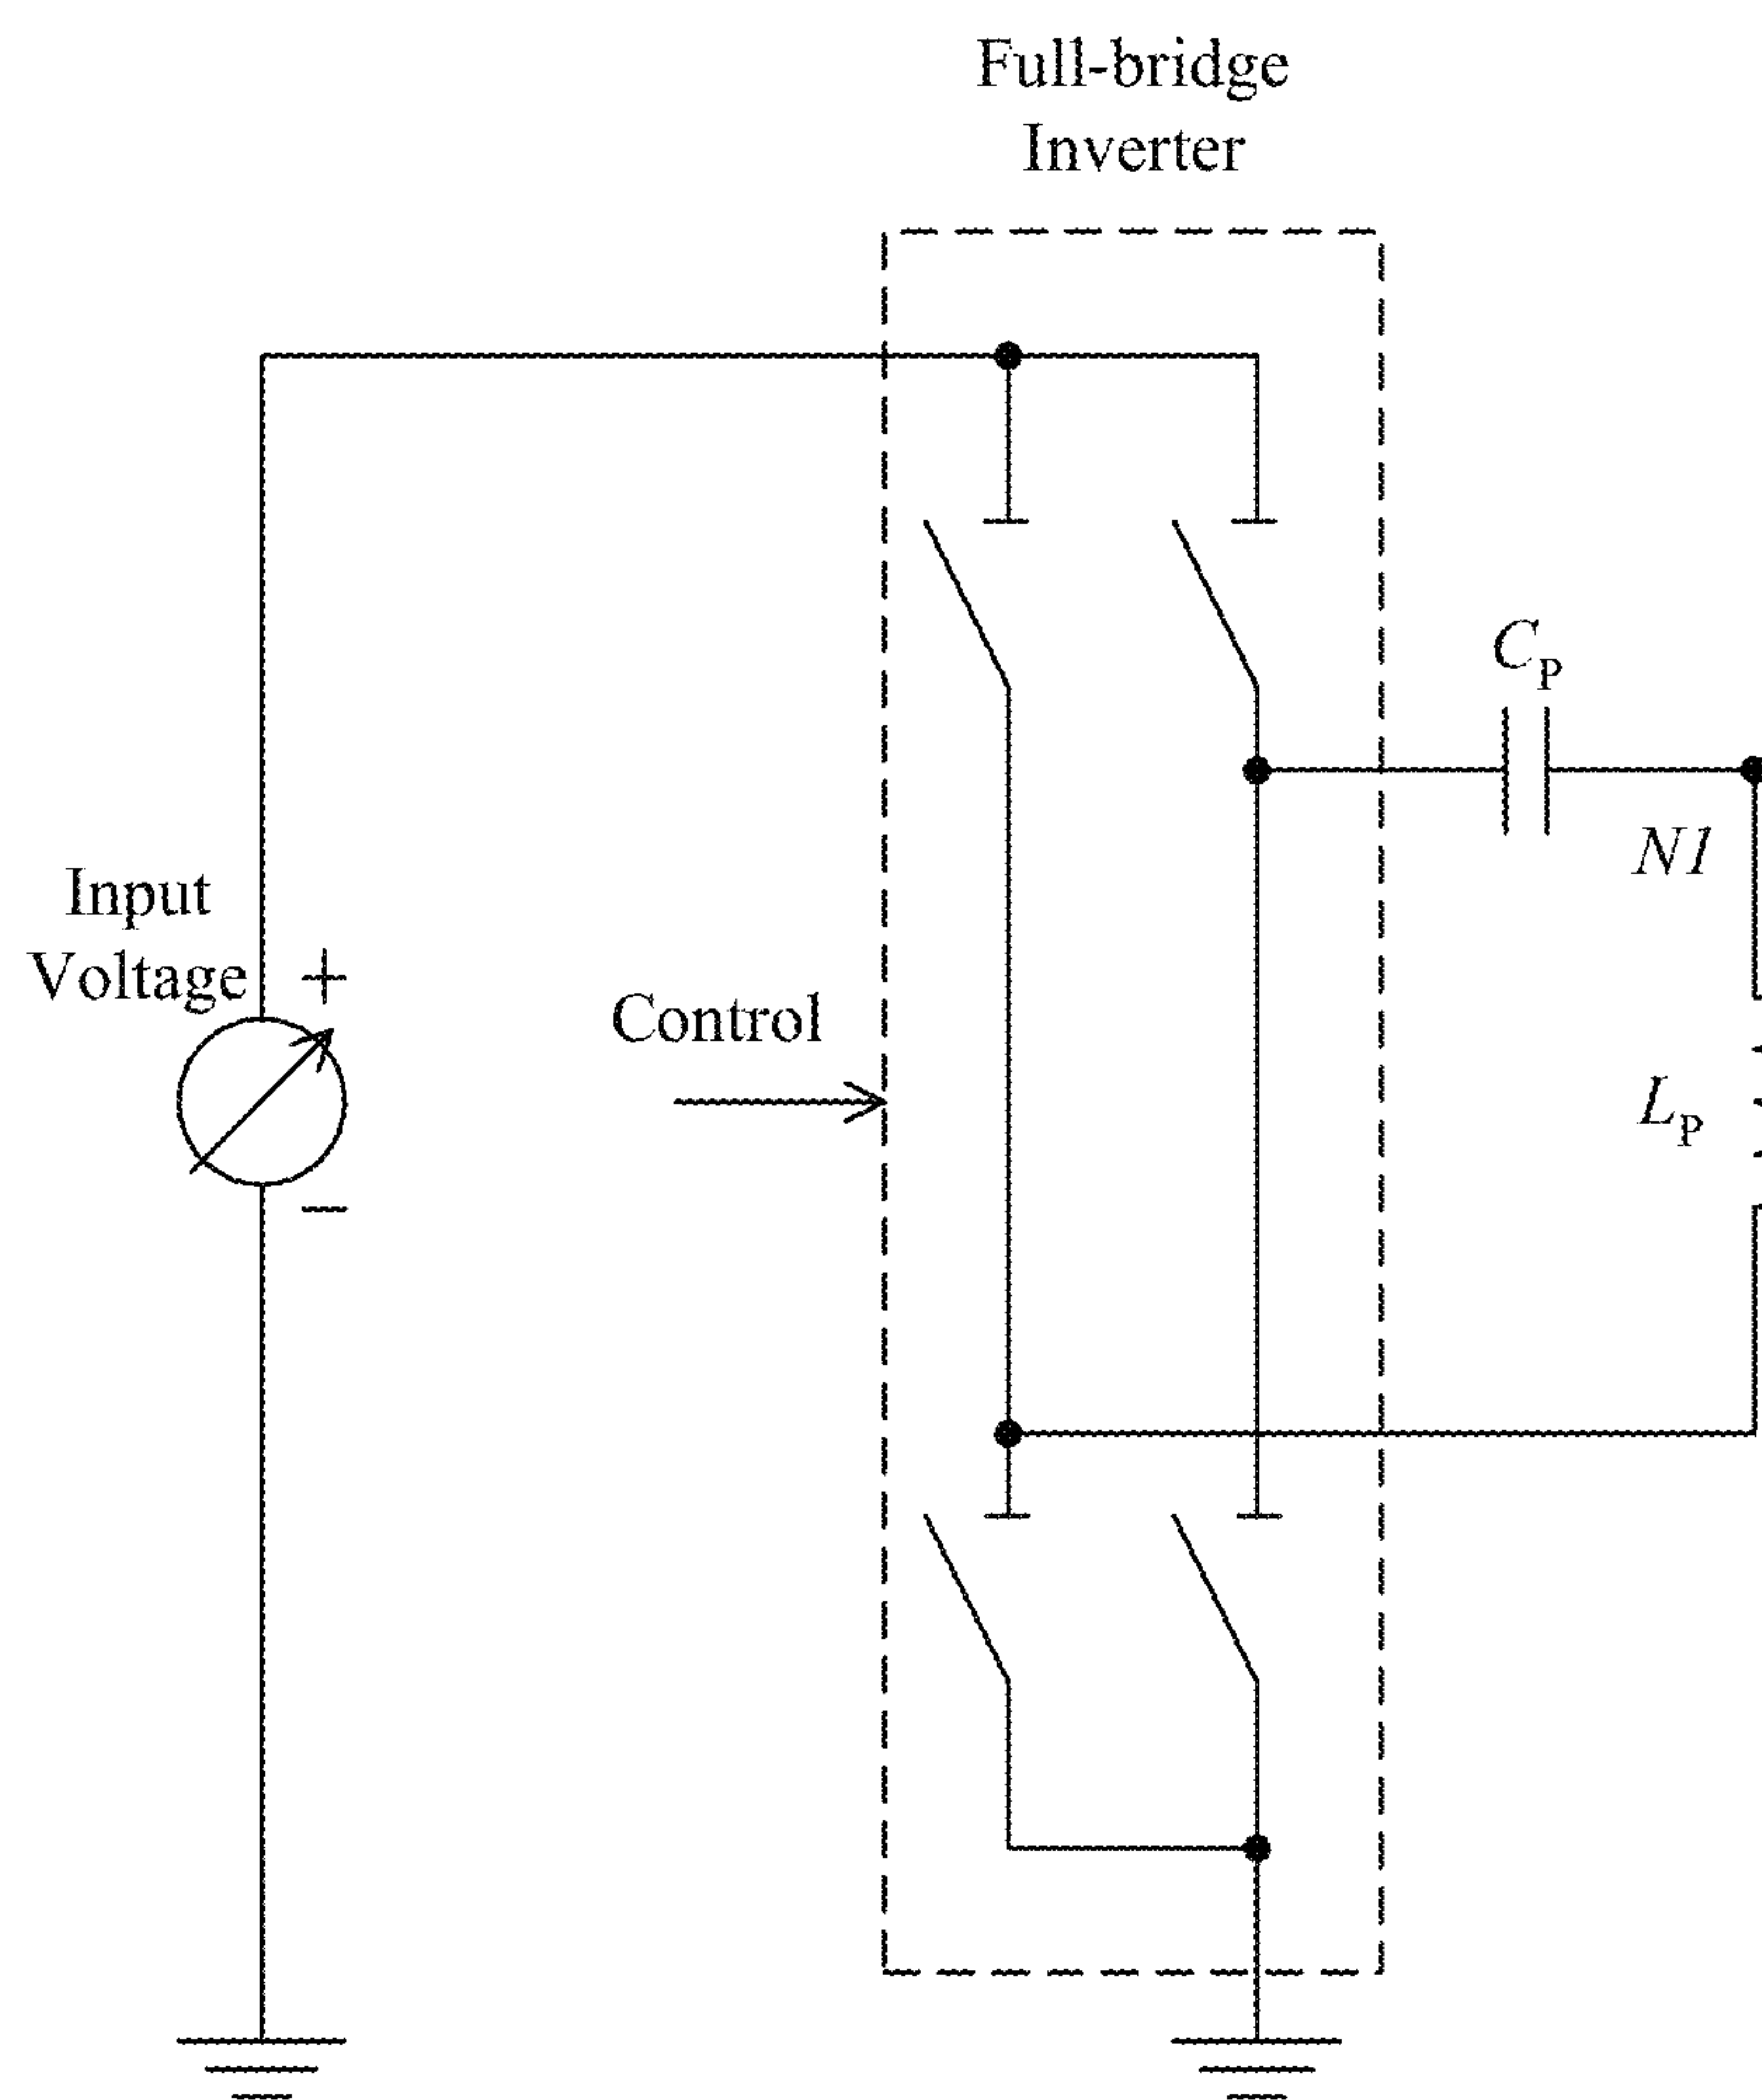 Full-bridge
Inverter
C_P
N1
Input
Voltage
+
Control
L_P
−